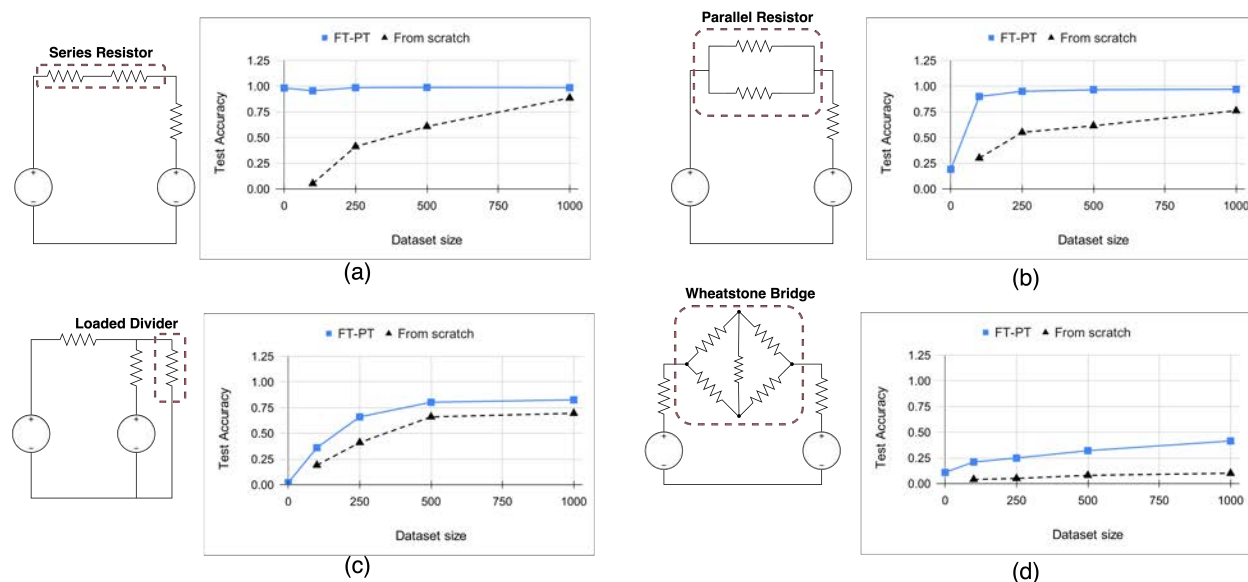 Series Resistor
FT-PT From scratch
Test Accuracy
1.25
1.00
0.75
0.50
0.25
0.00
0 250 500 750 1000
Dataset size
+ +
− −
(a)
Parallel Resistor
FT-PT From scratch
Test Accuracy
1.25
1.00
0.75
0.50
0.25
0.00
0 250 500 750 1000
Dataset size
+ +
− −
(b)
Loaded Divider
FT-PT From scratch
Test Accuracy
1.25
1.00
0.75
0.50
0.25
0.00
0 250 500 750 1000
Dataset size
+ +
− −
(c)
Wheatstone Bridge
FT-PT From scratch
Test Accuracy
1.25
1.00
0.75
0.50
0.25
0.00
0 250 500 750 1000
Dataset size
+ +
− −
(d)